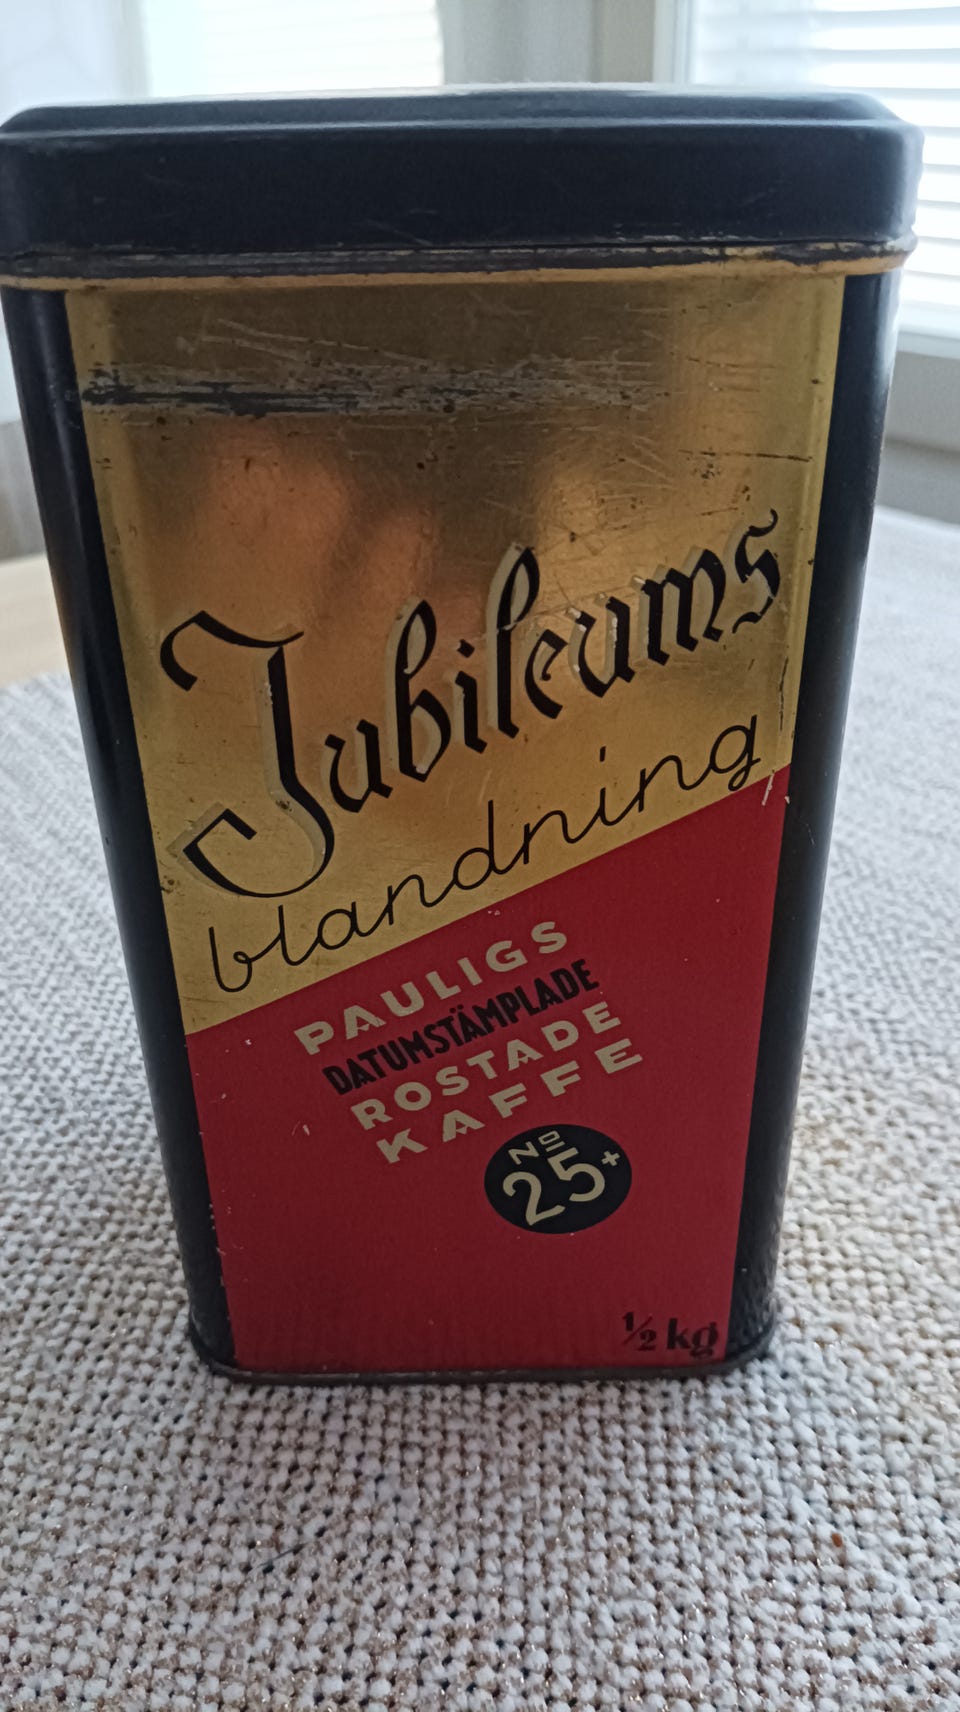 Jubileums
blandning
PAULIGS
DATUMSTÄMPLADE
ROSTADE
KAFFE
No
25+
1/2 kg